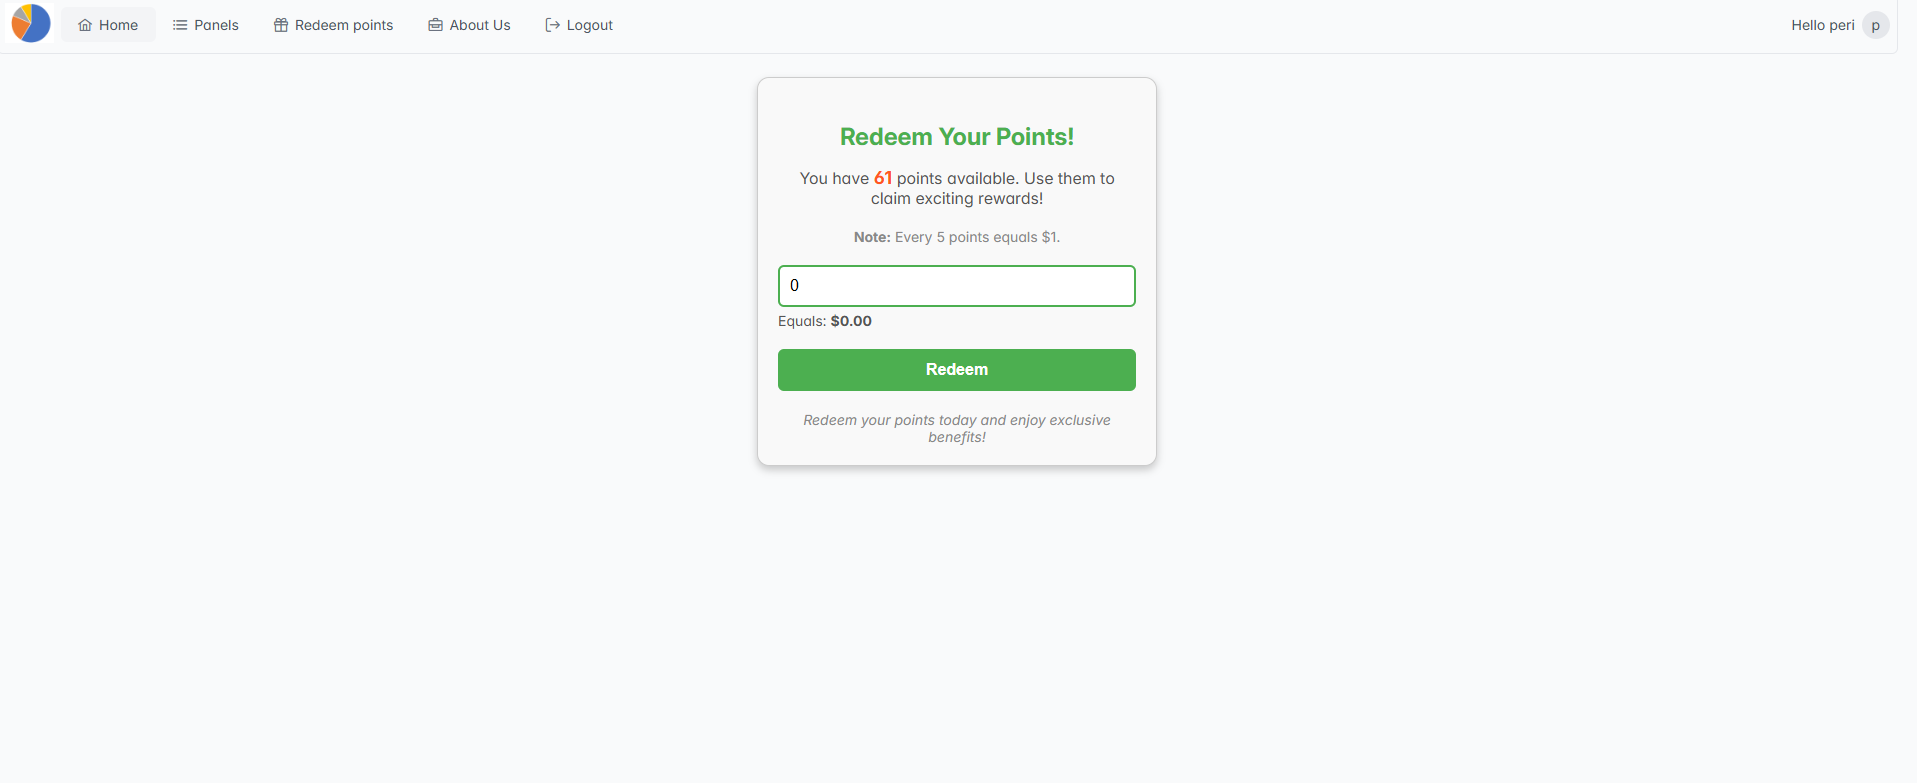 Home Panels Redeem points About Us Logout Hello peri p
Redeem Your Points!
You have 61 points available. Use them to
claim exciting rewards!
Note: Every 5 points equals $1.
0
Equals: $0.00
Redeem
Redeem your points today and enjoy exclusive
benefits!